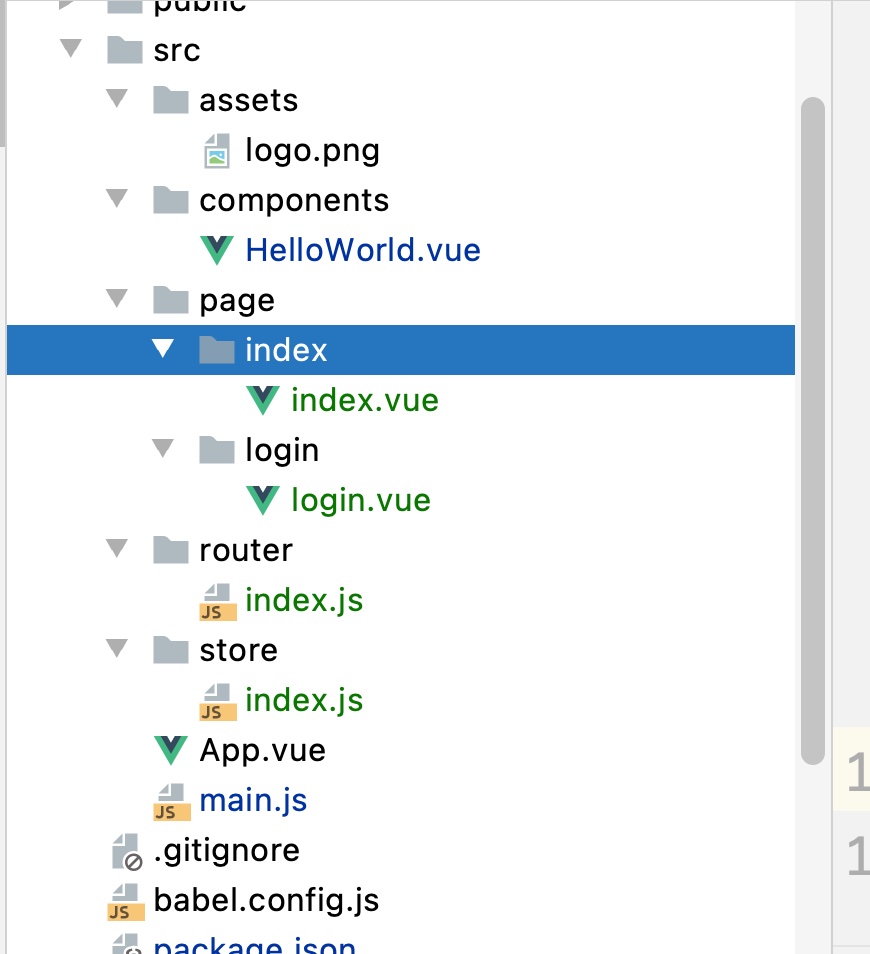 public
src
assets
logo.png
components
HelloWorld.vue
page
index
index.vue
login
login.vue
router
JS index.js
store
JS index.js
App.vue
JS main.js
.gitignore
JS babel.config.js
package.json
1
1